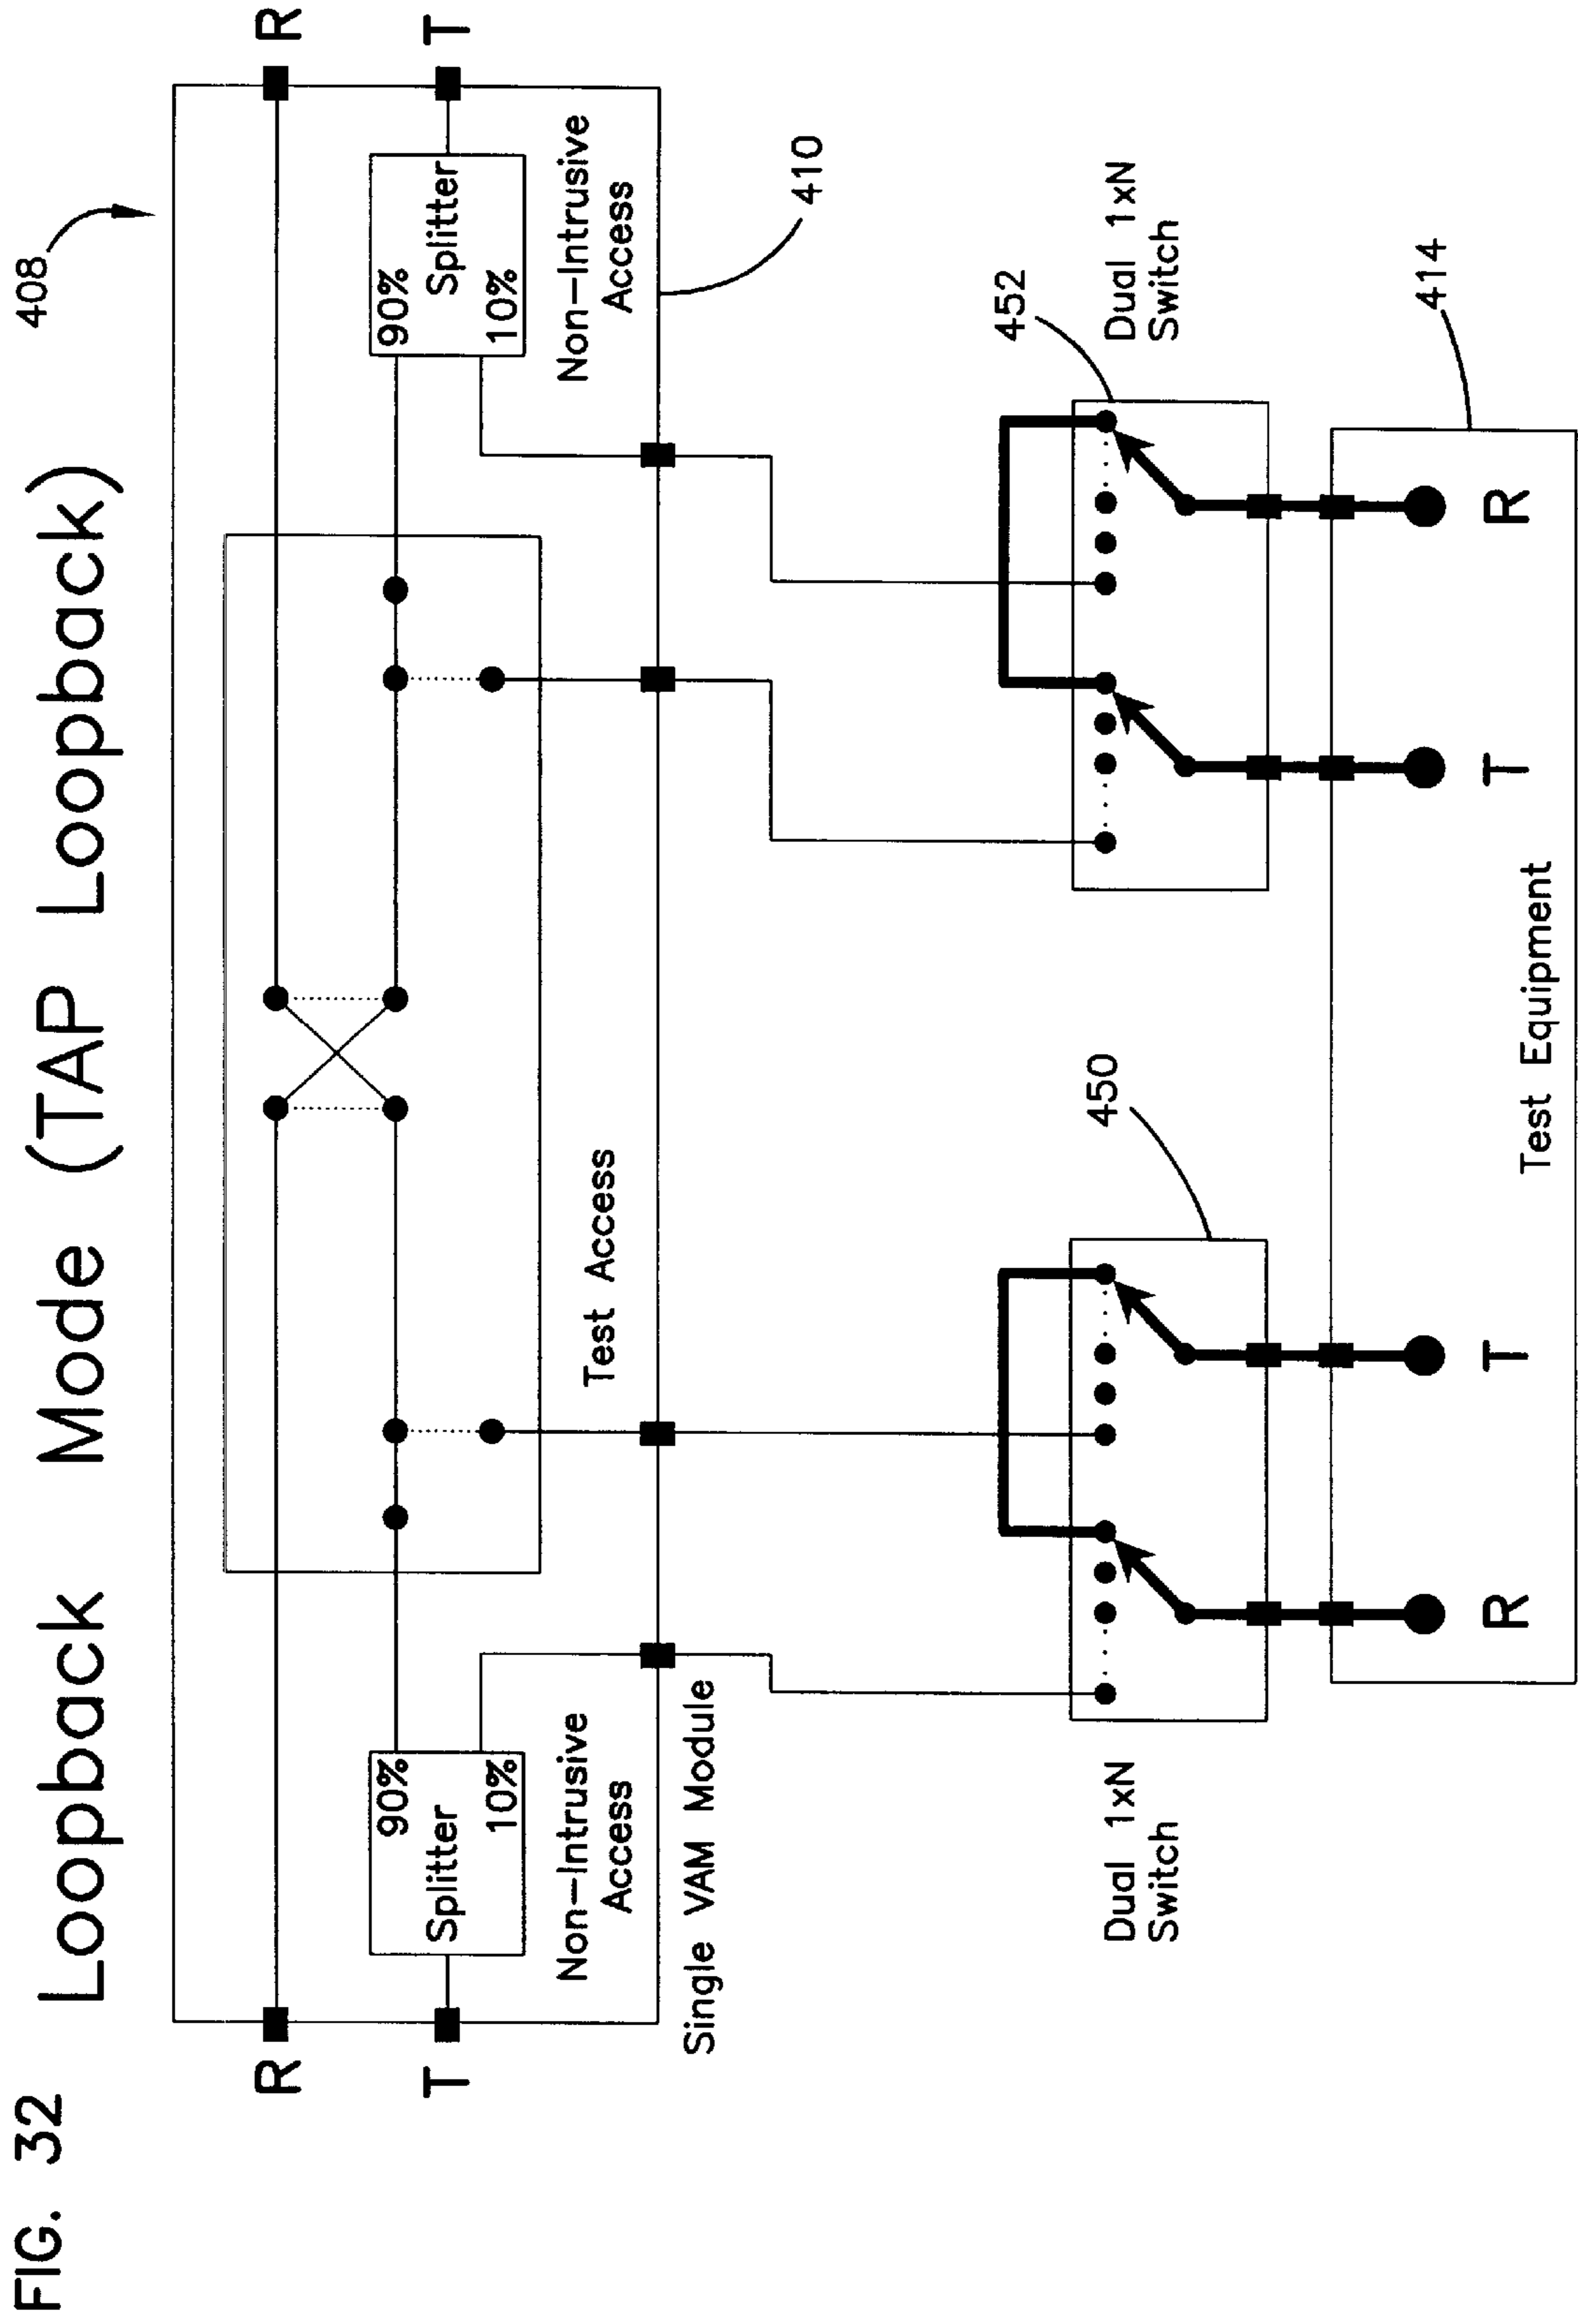 FIG. 32
Loopback Mode (TAP Loopback)
408
R
R
T
T
Splitter
90%
10%
90%
Splitter
10%
Non-Intrusive
Access
Test Access
Non-Intrusive
Access
Single VAM Module
410
Dual 1xN
Switch
450
452
Dual 1xN
Switch
414
R
T
T
R
Test Equipment